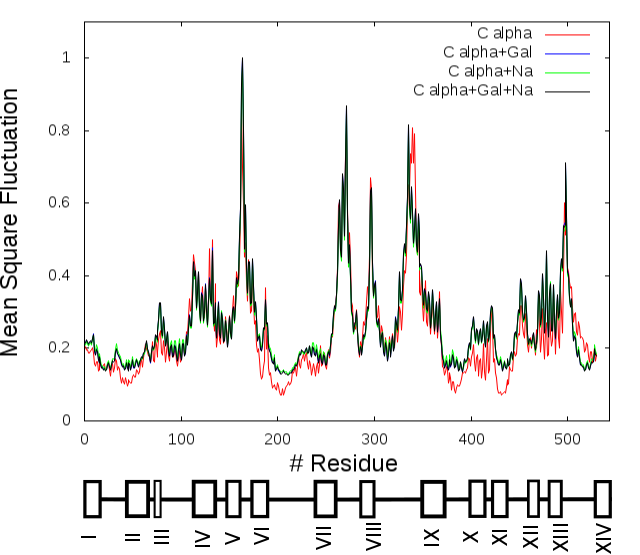 C alpha
C alpha+Gal
C alpha+Na
C alpha+Gal+Na
Mean Square Fluctuation
1
0.8
0.6
0.4
0.2
0
0 100 200 300 400 500
# Residue
I II III IV V VI VII VIII IX X XI XII XIII XIV